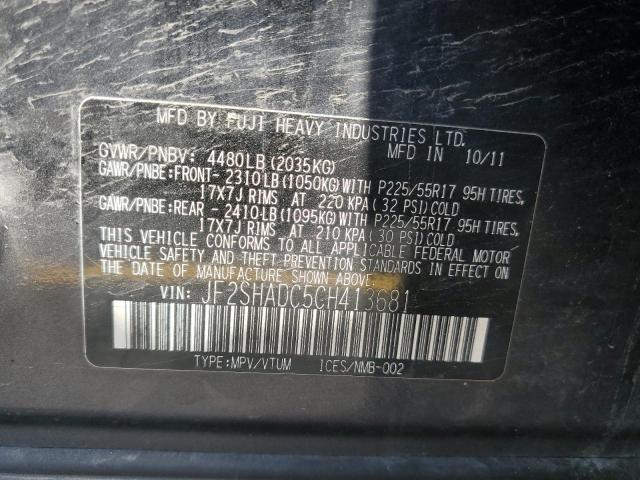 MFD BY FUJI HEAVY INDUSTRIES LTD.
MFD IN 10/11
GVWR/PNBV: 4480LB (2035KG)
GAWR/PNBE:FRONT-2310LB(1050KG)WITH P225/55R17 95H TIRES,
17X7J RIMS AT 220 KPA ( 32 PSI) COLD
GAWR/PNBE:REAR -2410LB(1095KG)WITH P225/55R17 95H TIRES,
17X7J RIMS AT 210 KPA ( 30 PSI) COLD
THIS VEHICLE CONFORMS TO ALL APPLICABLE FEDERAL MOTOR
VEHICLE SAFETY AND THEFT PREVENTION STANDARDS IN EFFECT ON
THE DATE OF MANUFACTURE SHOWN ABOVE.
VIN: JF2SHADC5CH413681
TYPE:MPV/VTUM ICES/NMB-002